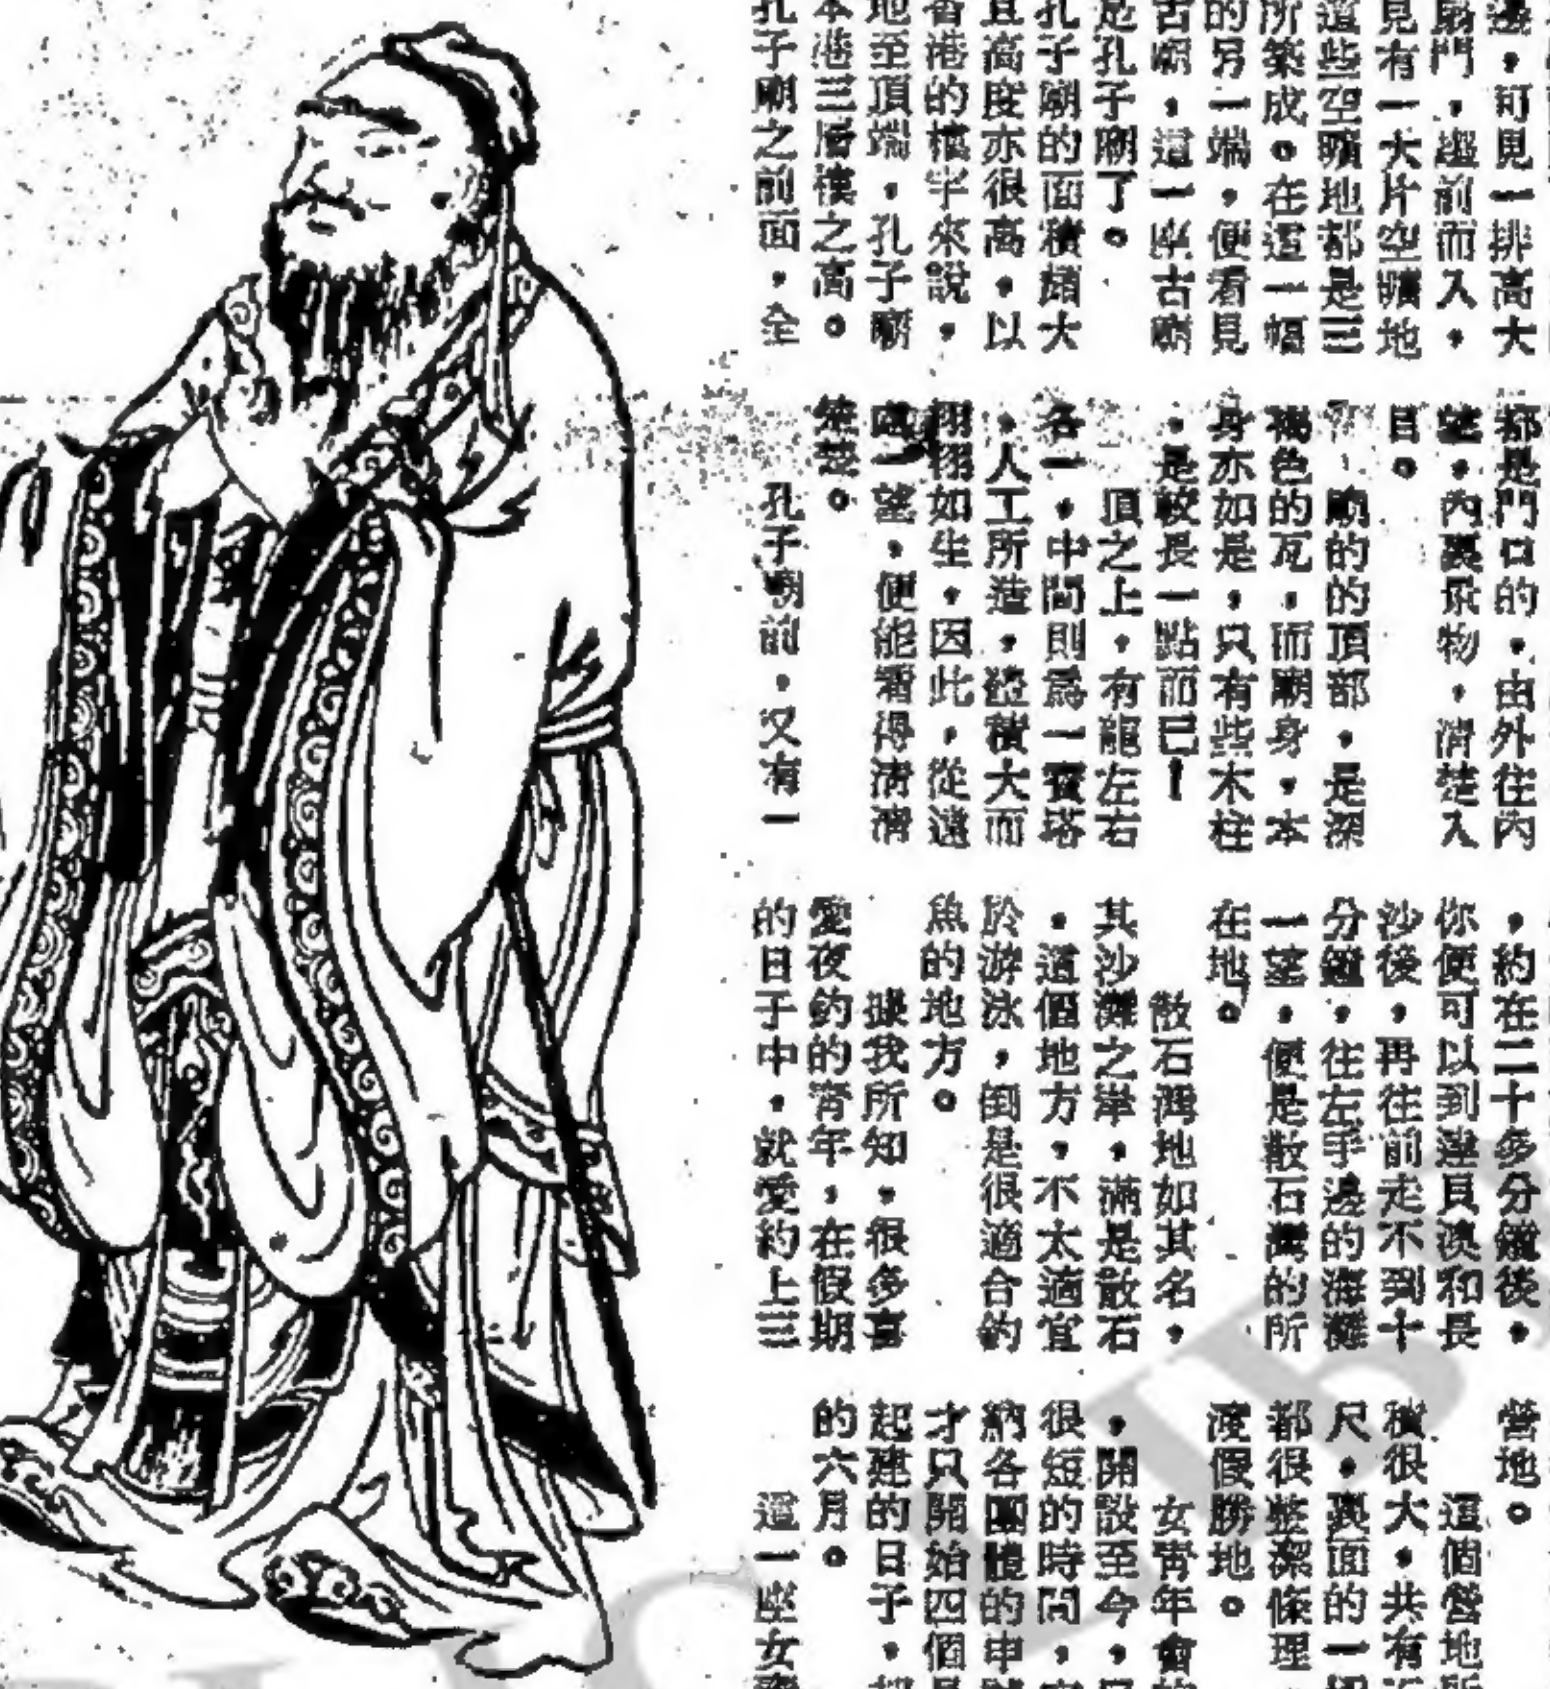 邊,可見一排高大
扇門,趨前而入,
見有一大片空曠地
這些空曠地都是三
所築成。在這一幅
的另一端,便看見
古廟,這一座古廟
是孔子廟了。
孔子廟的面積頗大
且高度亦很高,以
香港的樓宇來說,
地至頂端,孔子廟
本港三層樓之高。
孔子廟之前面,全
都是門口的,由外往內
望,內裏景物,清楚入
目。
廟的的頂部,是深
褐色的瓦,而廟身,本
身亦如是,只有些木柱
,是較長一點而已!
頂之上,有龍左右
各一,中間則爲一寶塔
,人工所造,體積大而
栩栩如生,因此,從遠
處一望,便能看得清清
楚楚。
孔子廟前,又有一
,約在二十多分鐘後,
你便可以到達貝澳和長
沙後,再往前走不到十
分鐘,往左手邊的海灘
一望,便是散石灣的所
在地。
散石灣地如其名,
其沙灘之岸,滿是散石
,這個地方,不太適宜
於游泳,倒是很適合釣
魚的地方。
據我所知,很多喜
愛夜釣的靑年,在假期
的日子中,就愛約上三
營地。
這個營地所
積很大,共有近
尺,裏面的一切
都很整潔條理,
渡假勝地。
女靑年會
,開設至今,只
很短的時間,
納各團體的申
才只開始四個月
起建的日子,
的六月。
這一座女